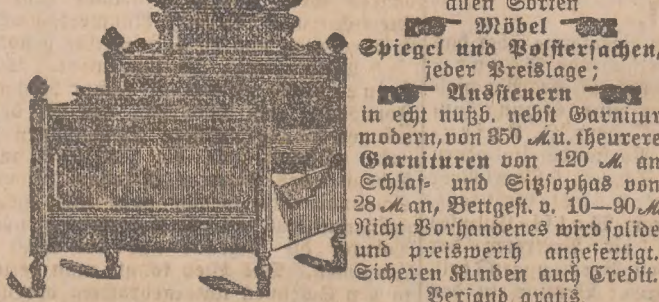 allen Sorten
Möbel
Spiegel und Polstersachen,
jeder Preislage;
Aussteuern
in echt nußb. nebst Garnitur
modern, von 350 M. u. theurere
Garnituren von 120 M. an
Schlaf- und Sitzsophas von
28 M. an, Bettgest. v. 10—90 M.
Nicht Vorhandenes wird solide
und preiswerth angefertigt.
Sicheren Kunden auch Credit.
Versand gratis